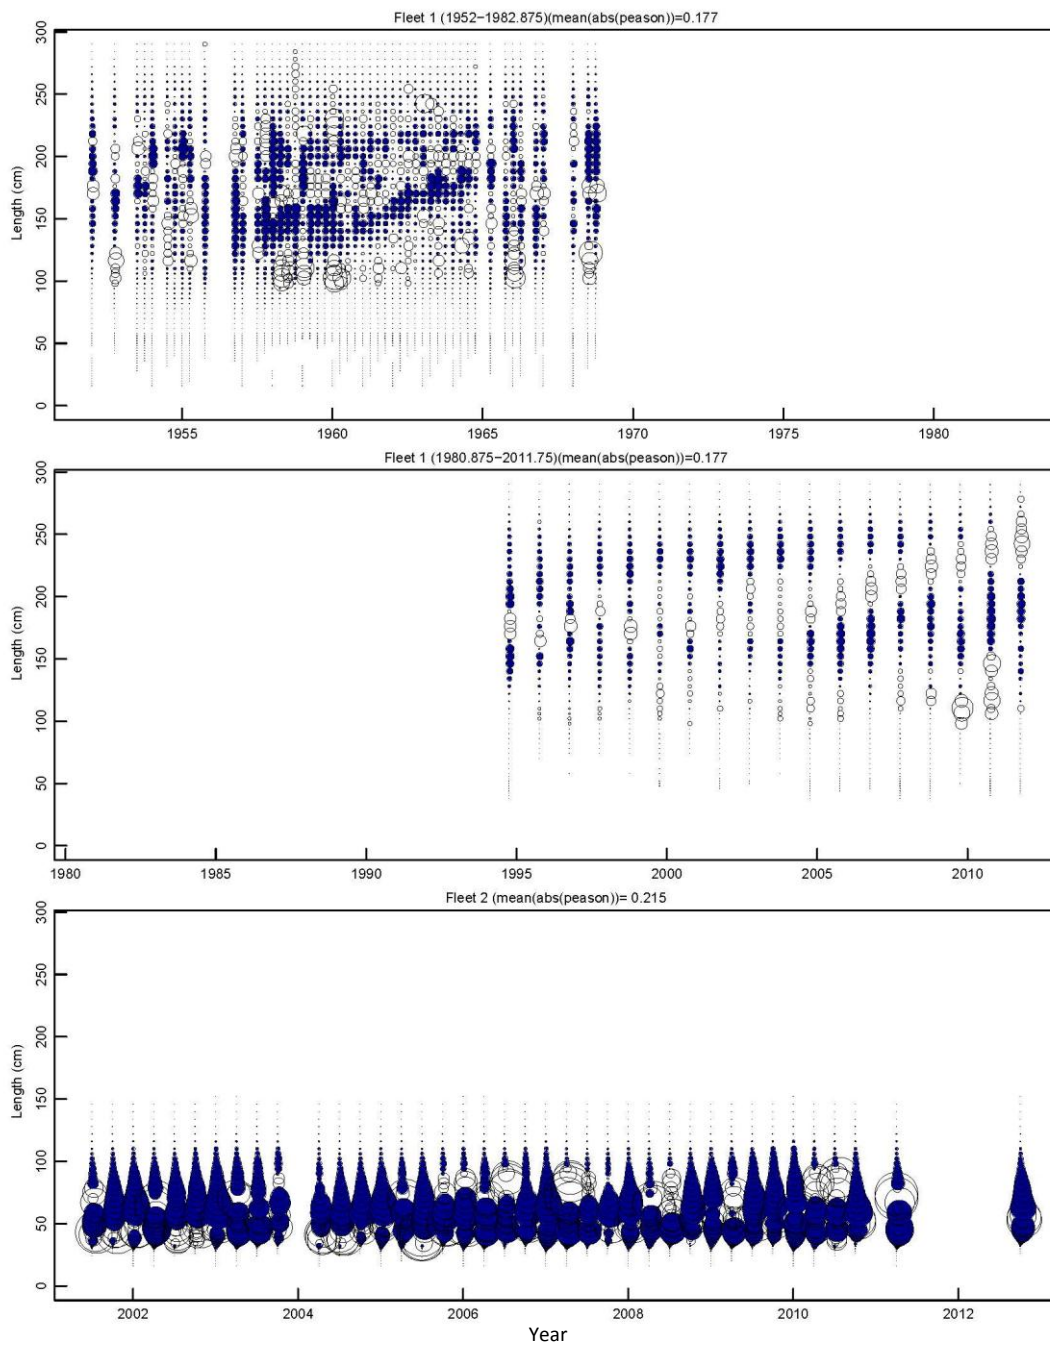 Fleet 1 (1952−1982.875)(mean(abs(peason))=0.177
300
250
200
150
100
50
0
Length (cm)
1955 1960 1965 1970 1975 1980
Fleet 1 (1980.875−2011.75)(mean(abs(peason))=0.177
300
250
200
150
100
50
0
Length (cm)
1980 1985 1990 1995 2000 2005 2010
Fleet 2 (mean(abs(peason))= 0.215
300
250
200
150
100
50
0
Length (cm)
2002 2004 2006 2008 2010 2012
Year